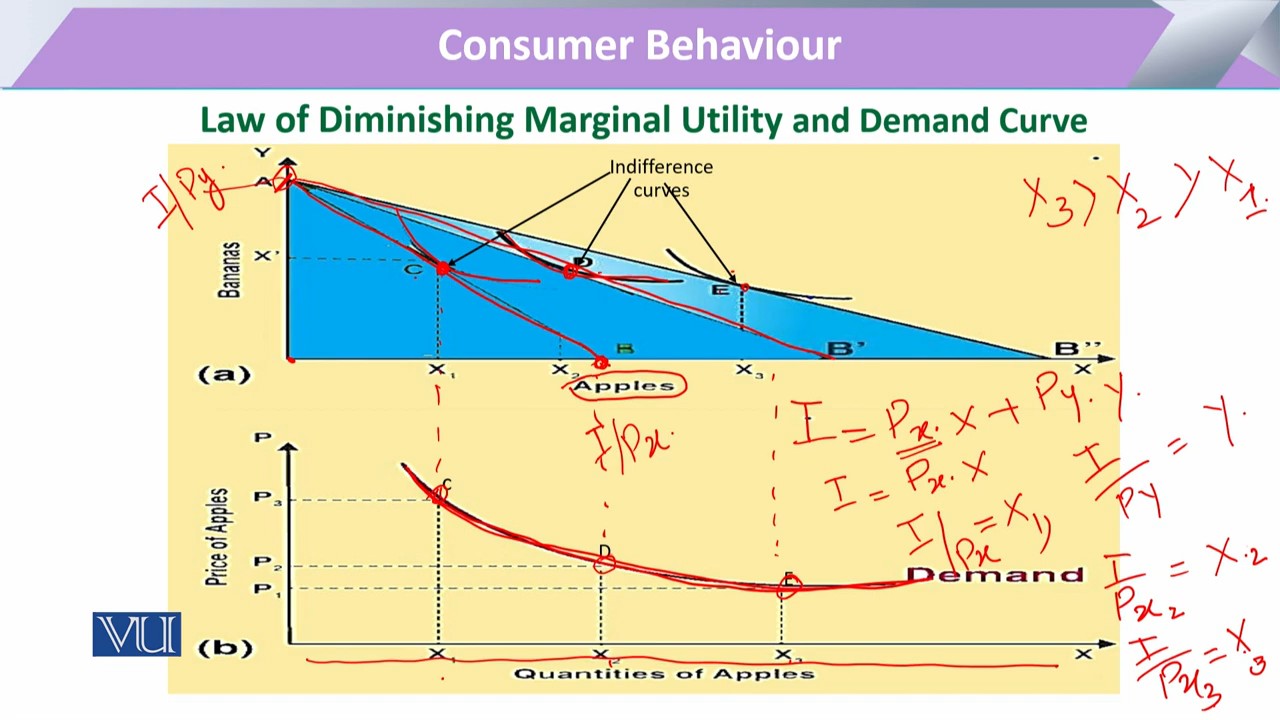 Consumer Behaviour
Law of Diminishing Marginal Utility and Demand Curve
Y
Indifference
curves
A
I/Py.
X3 > X2 > X1.
Bananas
X'
C
D
E
B
B'
B''
(a)
X1
X2
X3
X
Apples
I/Px.
I = Px. X + Py. Y.
I = Px. X
I/Px = X1,
I/Py = Y.
I/Px2 = X.2
I/Px3 = X3
P
Price of Apples
P3
P2
P1
C
D
E
Demand
VU
(b)
X1
X2
X3
X
Quantities of Apples